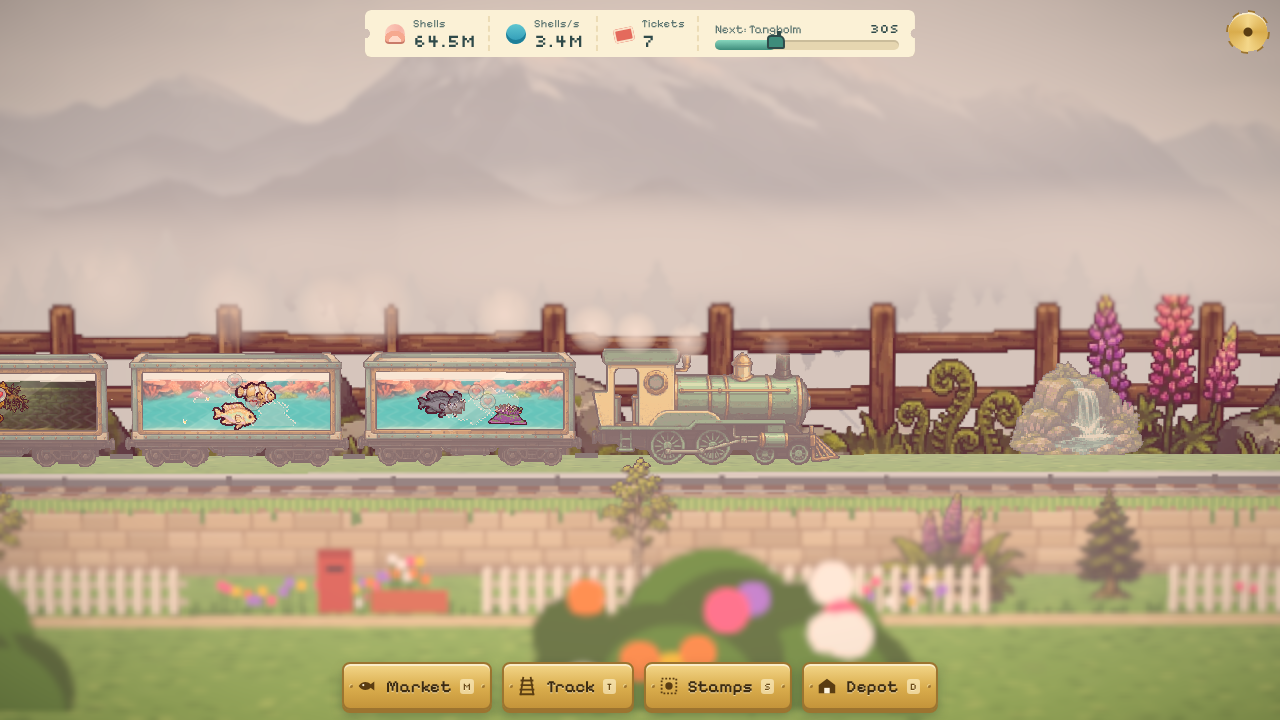 Shells
64.5M
Shells/s
3.4M
Tickets
7
Next: Tangholm
30S
Market M
Track T
Stamps S
Depot D